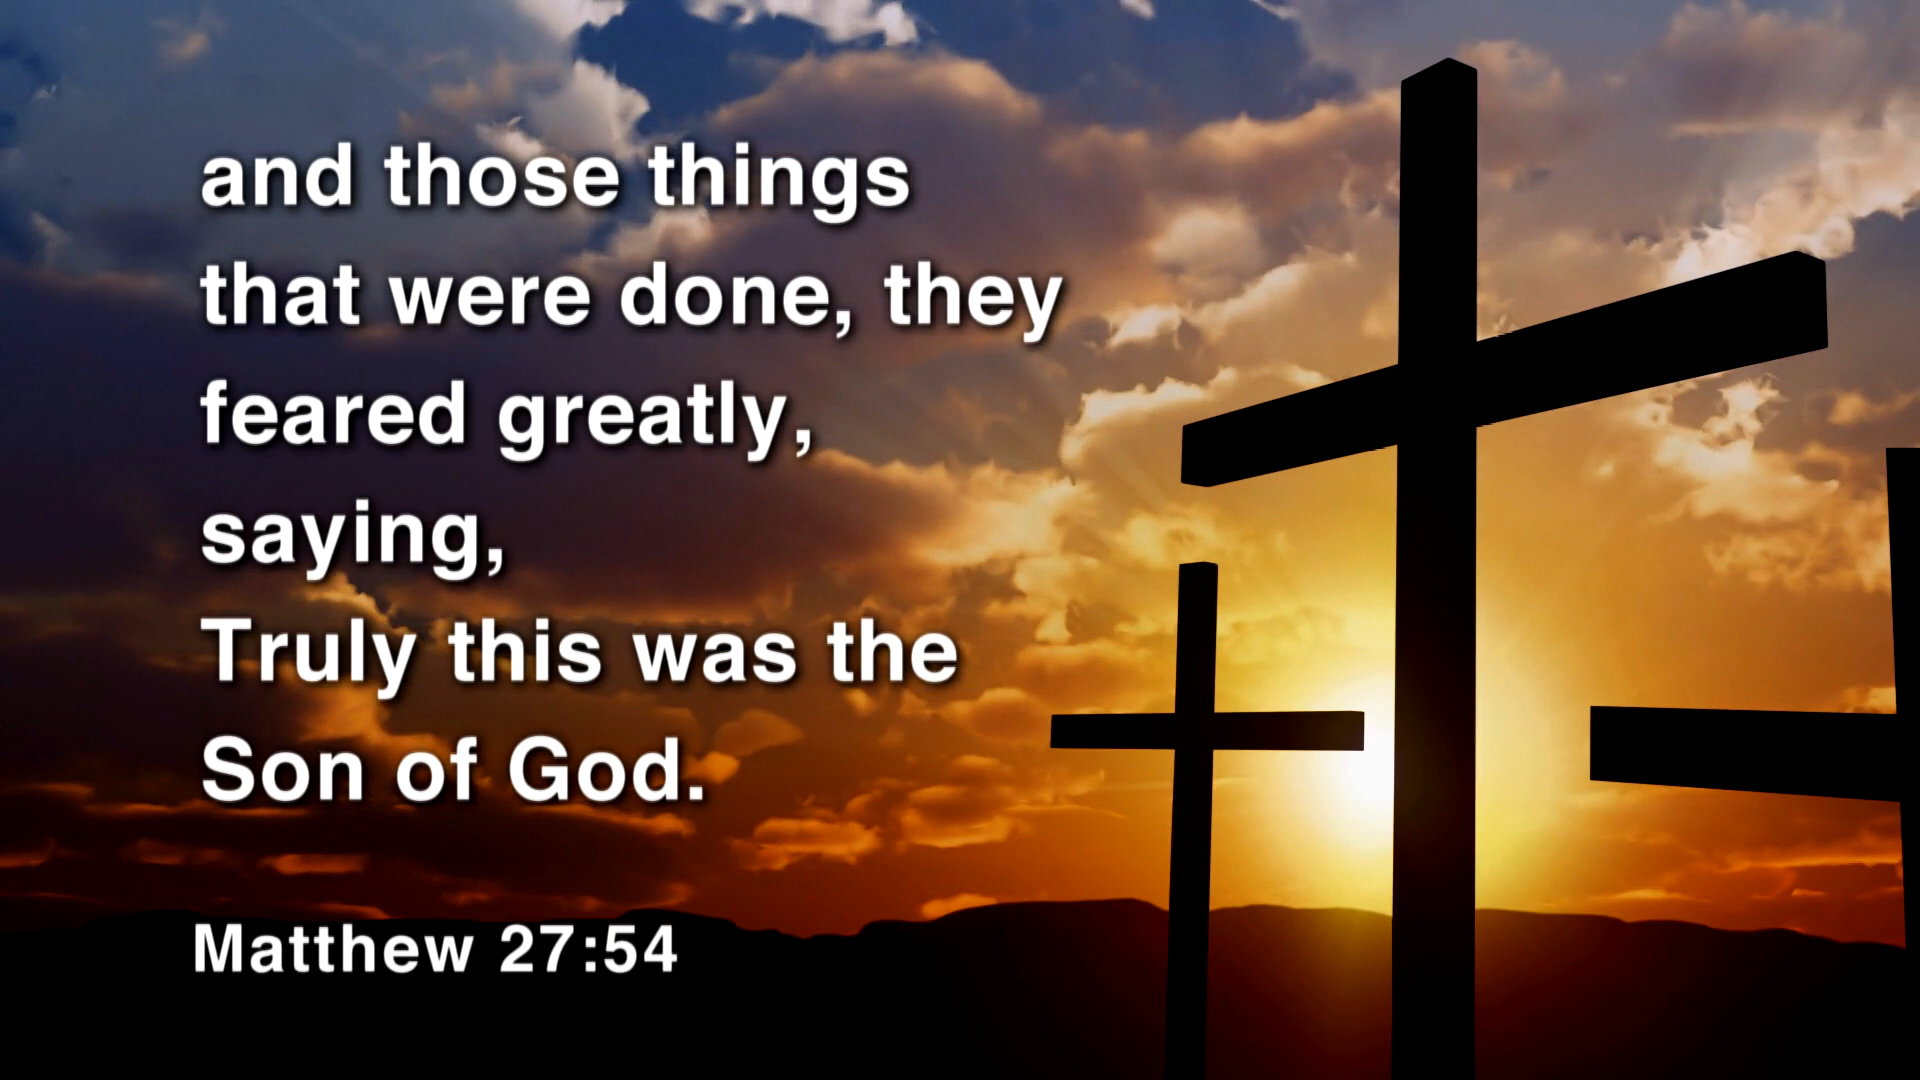 and those things
that were done, they
feared greatly,
saying,
Truly this was the
Son of God.
Matthew 27:54